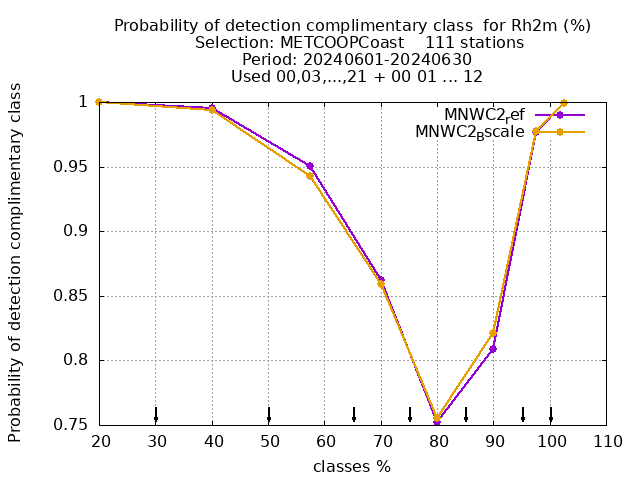 Probability of detection complimentary class  for Rh2m (%)
Selection: METCOOPCoast    111 stations
Period: 20240601-20240630
Used 00,03,...,21 + 00 01 ... 12
MNWC2ref
MNWC2Bscale
Probability of detection complimentary class
1
0.95
0.9
0.85
0.8
0.75
20 30 40 50 60 70 80 90 100 110
classes %